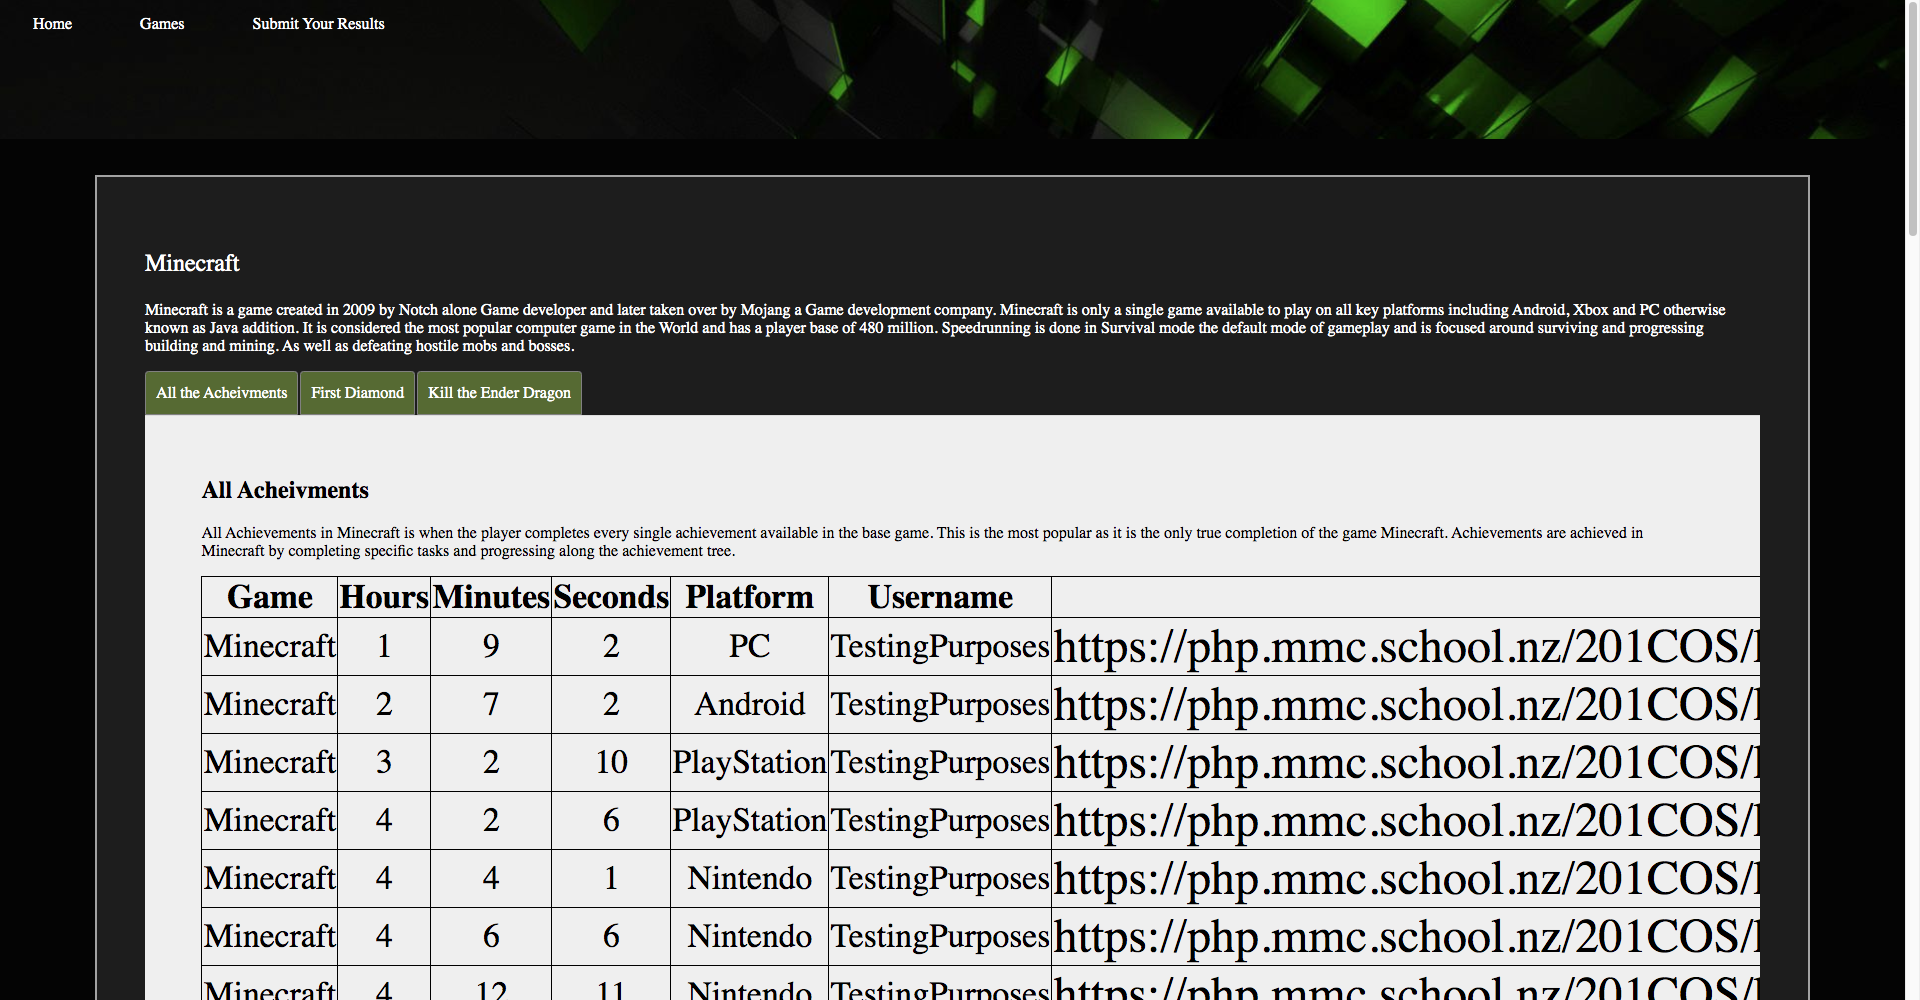 Home Games Submit Your Results
Minecraft
Minecraft is a game created in 2009 by Notch alone Game developer and later taken over by Mojang a Game development company. Minecraft is only a single game available to play on all key platforms including Android, Xbox and PC otherwise
known as Java addition. It is considered the most popular computer game in the World and has a player base of 480 million. Speedrunning is done in Survival mode the default mode of gameplay and is focused around surviving and progressing
building and mining. As well as defeating hostile mobs and bosses.
All the Acheivments First Diamond Kill the Ender Dragon
All Acheivments
All Achievements in Minecraft is when the player completes every single achievement available in the base game. This is the most popular as it is the only true completion of the game Minecraft. Achievements are achieved in
Minecraft by completing specific tasks and progressing along the achievement tree.
Game Hours Minutes Seconds Platform Username
Minecraft 1 9 2 PC TestingPurposes https://php.mmc.school.nz/201COS/
Minecraft 2 7 2 Android TestingPurposes https://php.mmc.school.nz/201COS/
Minecraft 3 2 10 PlayStation TestingPurposes https://php.mmc.school.nz/201COS/
Minecraft 4 2 6 PlayStation TestingPurposes https://php.mmc.school.nz/201COS/
Minecraft 4 4 1 Nintendo TestingPurposes https://php.mmc.school.nz/201COS/
Minecraft 4 6 6 Nintendo TestingPurposes https://php.mmc.school.nz/201COS/
Minecraft 4 12 11 Nintendo TestingPurposes https://php.mmc.school.nz/201COS/